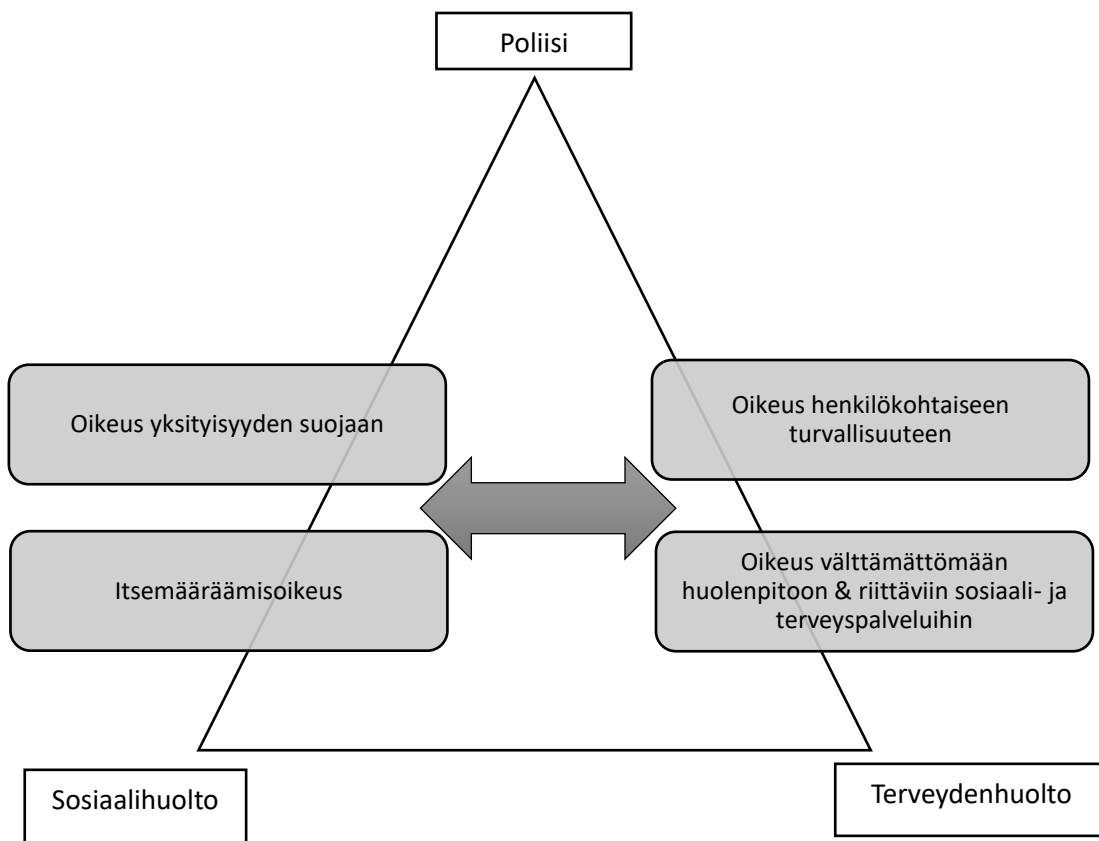 Poliisi
Oikeus yksityisyyden suojaan
Oikeus henkilökohtaiseen
turvallisuuteen
Itsemääräämisoikeus
Oikeus välttämättömään
huolenpitoon & riittäviin sosiaali- ja
terveyspalveluihin
Sosiaalihuolto
Terveydenhuolto